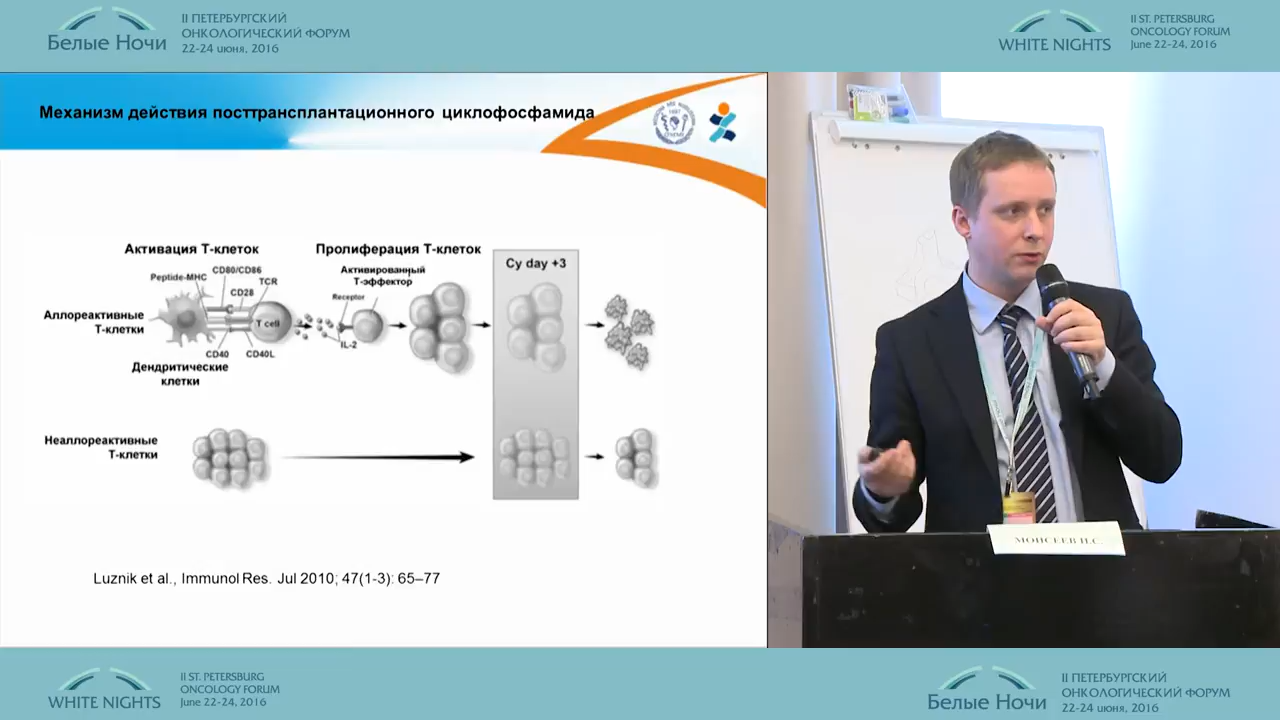 Белые Ночи
II ПЕТЕРБУРГСКИЙ
ОНКОЛОГИЧЕСКИЙ ФОРУМ
22-24 июня, 2016
WHITE NIGHTS
II ST. PETERSBURG
ONCOLOGY FORUM
June 22-24, 2016
Механизм действия посттрансплантационного циклофосфамида
Активация Т-клеток
Пролиферация Т-клеток
Cy day +3
Peptide-MHC
CD80/CD86
TCR
CD28
Активированный
Т-эффектор
Receptor
Аллореактивные
Т-клетки
T cell
IL-2
CD40
CD40L
Дендритические
клетки
Неаллореактивные
Т-клетки
Luznik et al., Immunol Res. Jul 2010; 47(1-3): 65–77
МОИСЕЕВ И.С.
WHITE NIGHTS
II ST. PETERSBURG
ONCOLOGY FORUM
June 22-24, 2016
Белые Ночи
II ПЕТЕРБУРГСКИЙ
ОНКОЛОГИЧЕСКИЙ ФОРУМ
22-24 июня, 2016